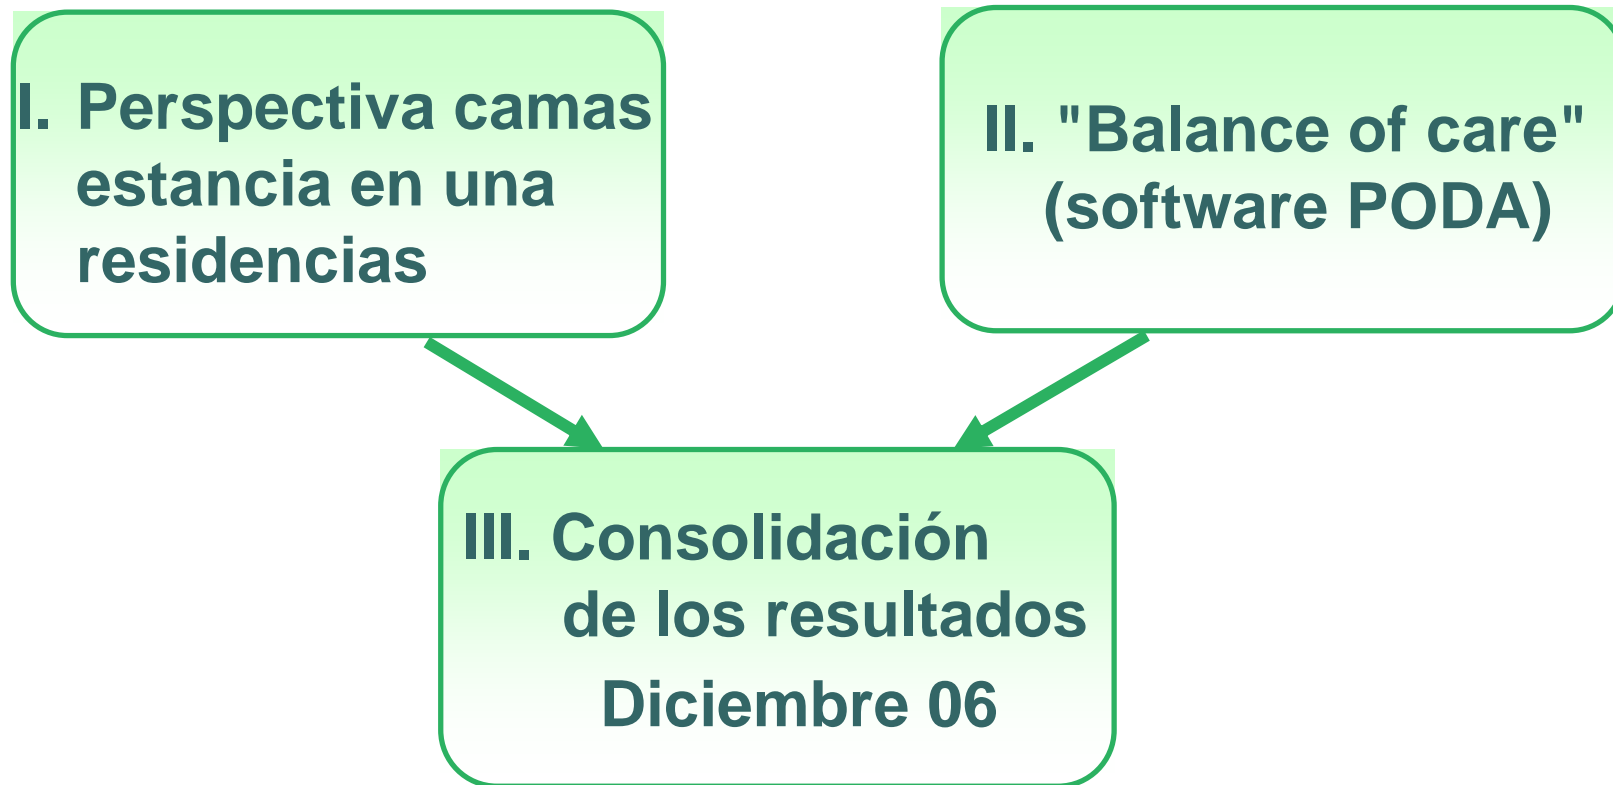 I. Perspectiva camas
estancia en una
residencias
II. "Balance of care"
(software PODA)
III. Consolidación
de los resultados
Diciembre 06